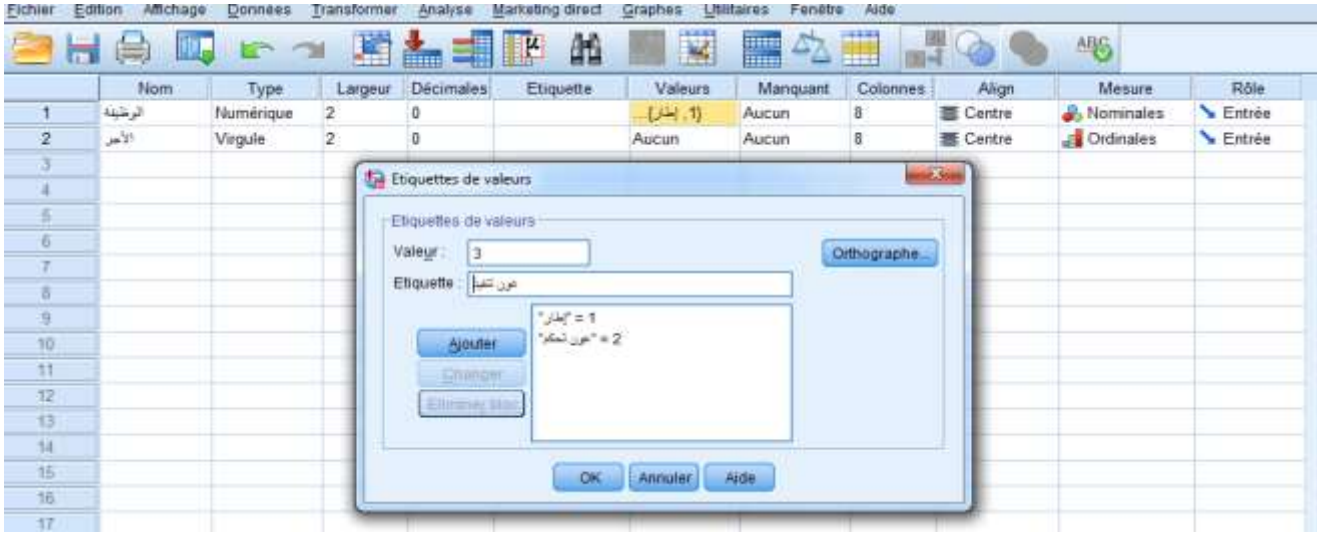 Fichier Edition Affichage Données Transformer Analyse Marketing direct Graphes Utilitaires Fenêtre Aide
Nom Type Largeur Décimales Etiquette Valeurs Manquant Colonnes Align Mesure Rôle
1 الوظيفة Numérique 2 0 {1, إطار}... Aucun 8 Centre Nominales Entrée
2 الأجر Virgule 2 0 Aucun Aucun 8 Centre Ordinales Entrée
3
4
5
6
7
8
9
10
11
12
13
14
15
16
17
Etiquettes de valeurs
Etiquettes de valeurs
Valeur : 3
Orthographe...
Etiquette : عون تنفيذ
1 = "إطار"
2 = "عون تحكم"
Ajouter
Changer
Eliminer bloc
OK Annuler Aide